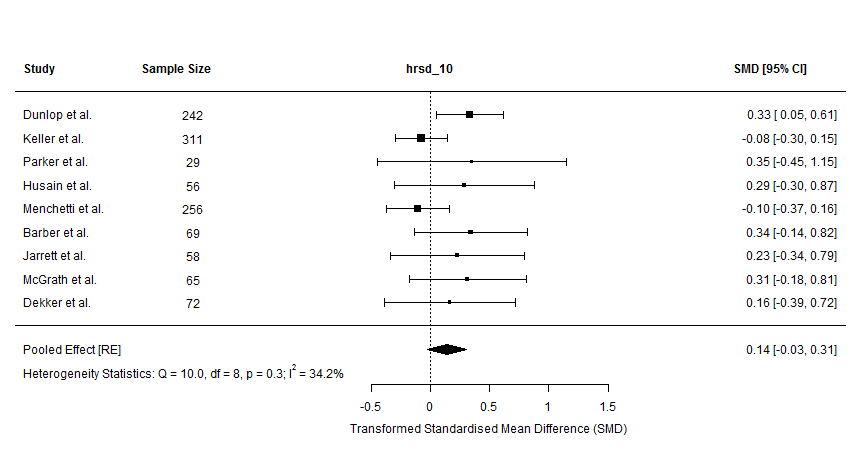 Study Sample Size hrsd_10 SMD [95% CI]
Dunlop et al. 242 0.33 [ 0.05, 0.61]
Keller et al. 311 -0.08 [-0.30, 0.15]
Parker et al. 29 0.35 [-0.45, 1.15]
Husain et al. 56 0.29 [-0.30, 0.87]
Menchetti et al. 256 -0.10 [-0.37, 0.16]
Barber et al. 69 0.34 [-0.14, 0.82]
Jarrett et al. 58 0.23 [-0.34, 0.79]
McGrath et al. 65 0.31 [-0.18, 0.81]
Dekker et al. 72 0.16 [-0.39, 0.72]
Pooled Effect [RE] 0.14 [-0.03, 0.31]
Heterogeneity Statistics: Q = 10.0, df = 8, p = 0.3; I² = 34.2%
-0.5 0 0.5 1 1.5
Transformed Standardised Mean Difference (SMD)